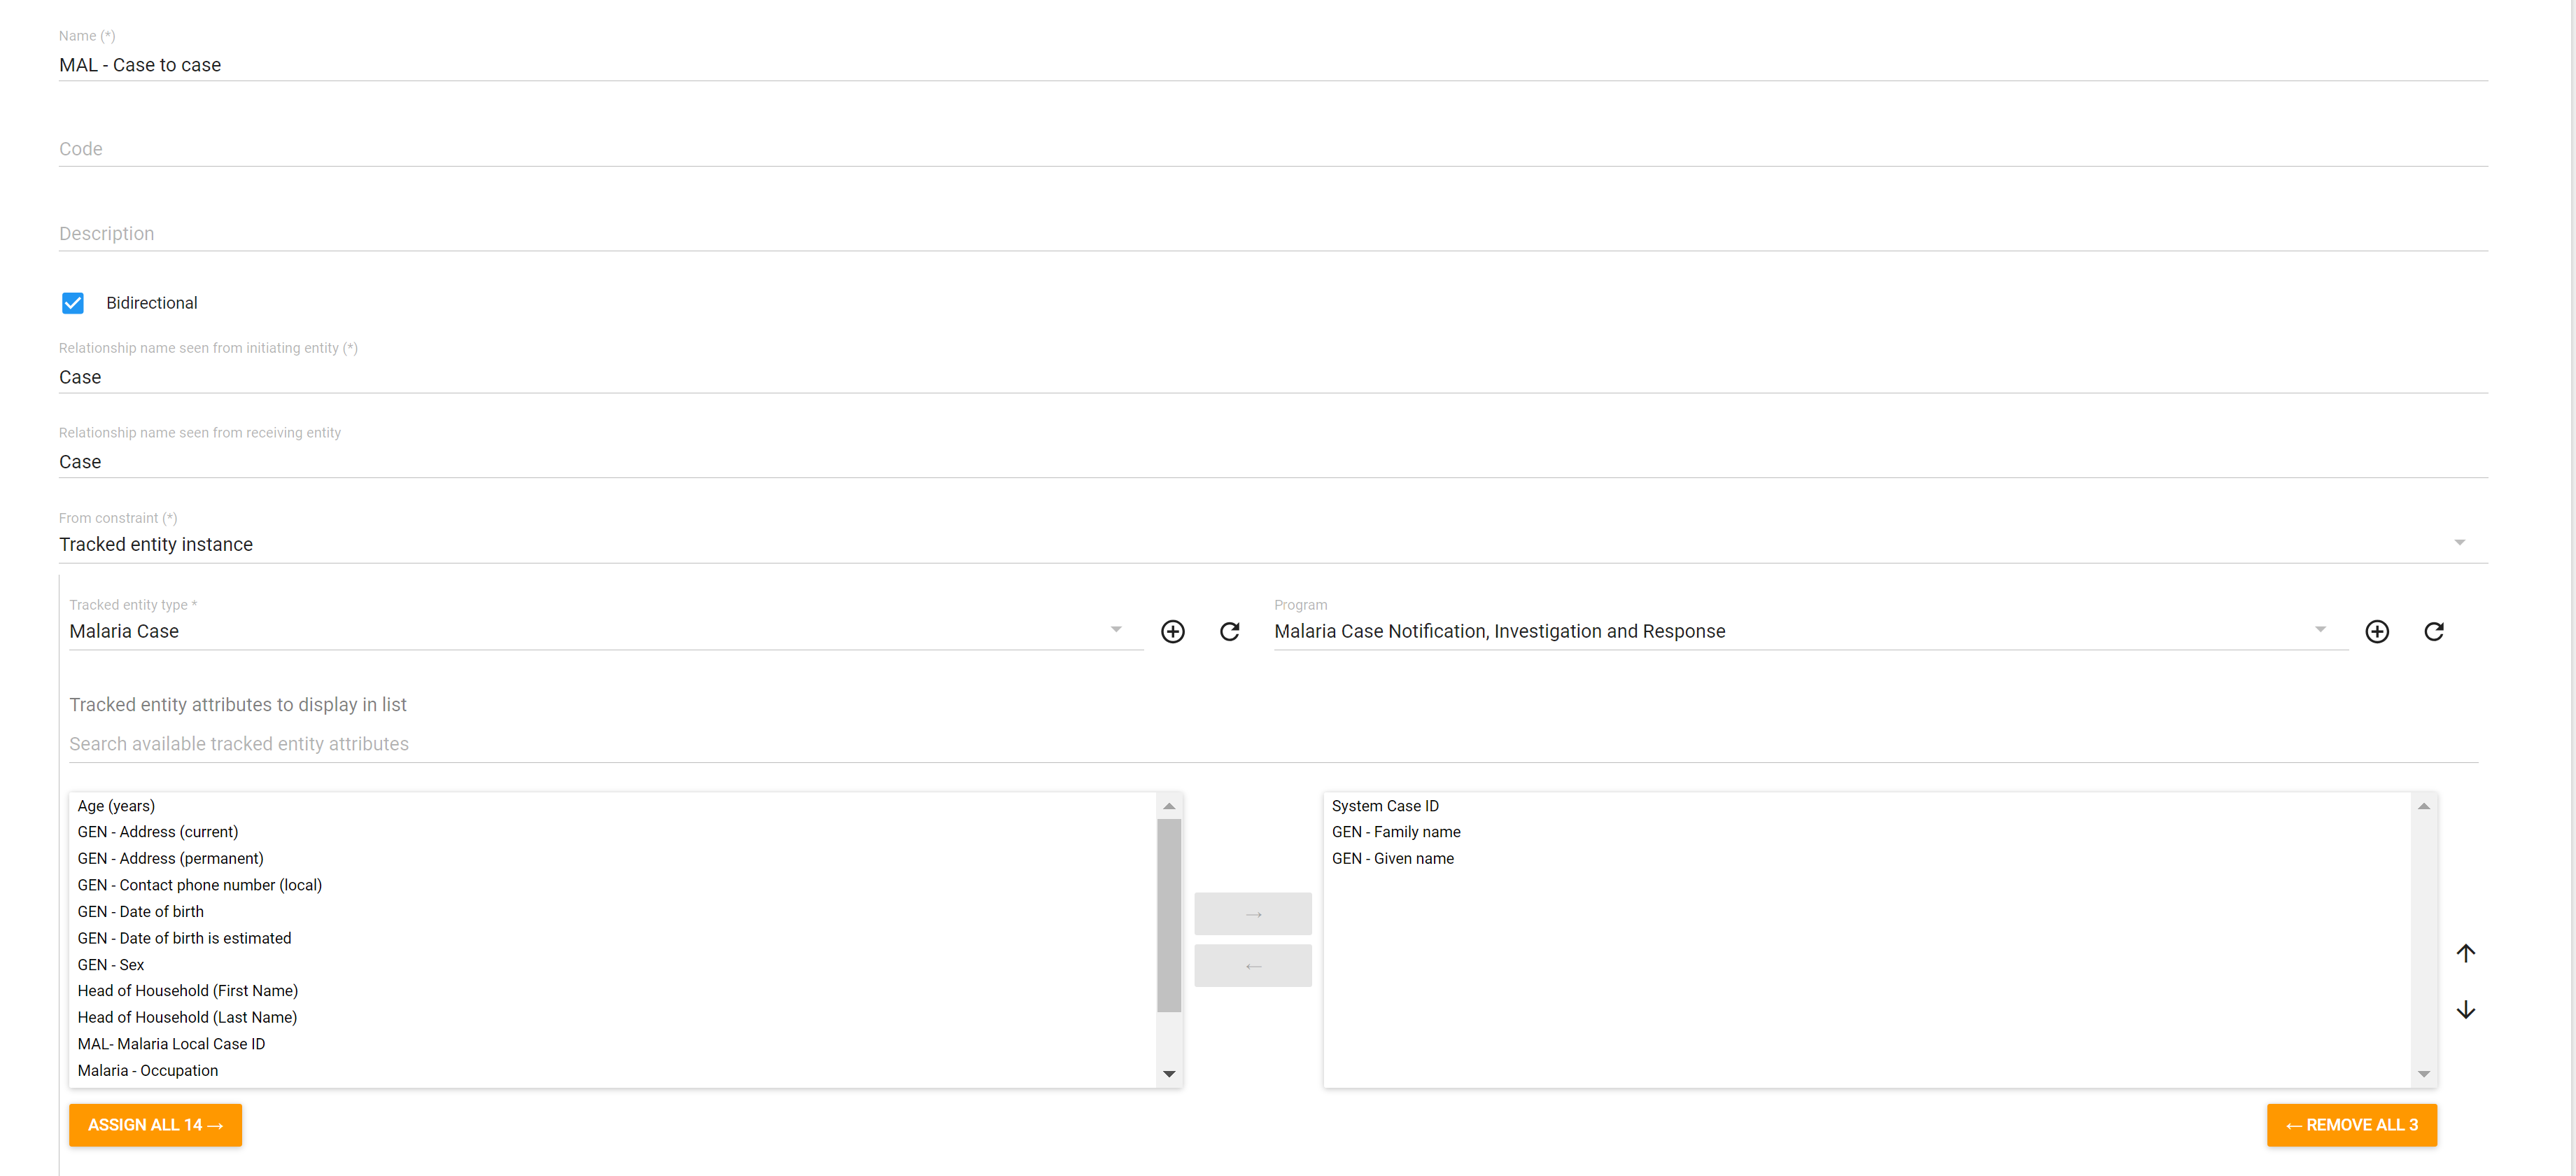 Name (*)
MAL - Case to case
Code
Description
Bidirectional
Relationship name seen from initiating entity (*)
Case
Relationship name seen from receiving entity
Case
From constraint (*)
Tracked entity instance
Tracked entity type *
Malaria Case
Program
Malaria Case Notification, Investigation and Response
Tracked entity attributes to display in list
Search available tracked entity attributes
Age (years)
GEN - Address (current)
GEN - Address (permanent)
GEN - Contact phone number (local)
GEN - Date of birth
GEN - Date of birth is estimated
GEN - Sex
Head of Household (First Name)
Head of Household (Last Name)
MAL- Malaria Local Case ID
Malaria - Occupation
→
←
System Case ID
GEN - Family name
GEN - Given name
ASSIGN ALL 14 →
← REMOVE ALL 3